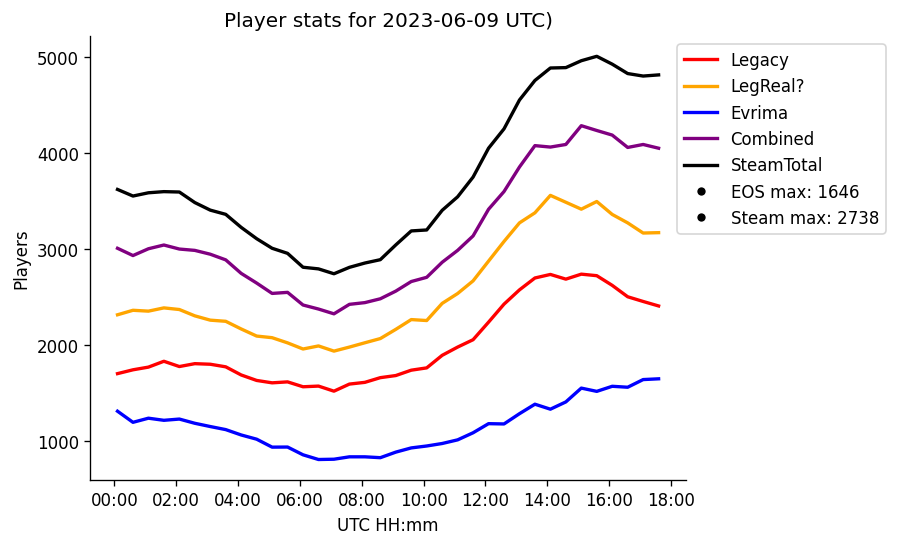 Player stats for 2023-06-09 UTC)
5000
4000
3000
2000
1000
Players
00:00 02:00 04:00 06:00 08:00 10:00 12:00 14:00 16:00 18:00
UTC HH:mm
Legacy
LegReal?
Evrima
Combined
SteamTotal
EOS max: 1646
Steam max: 2738